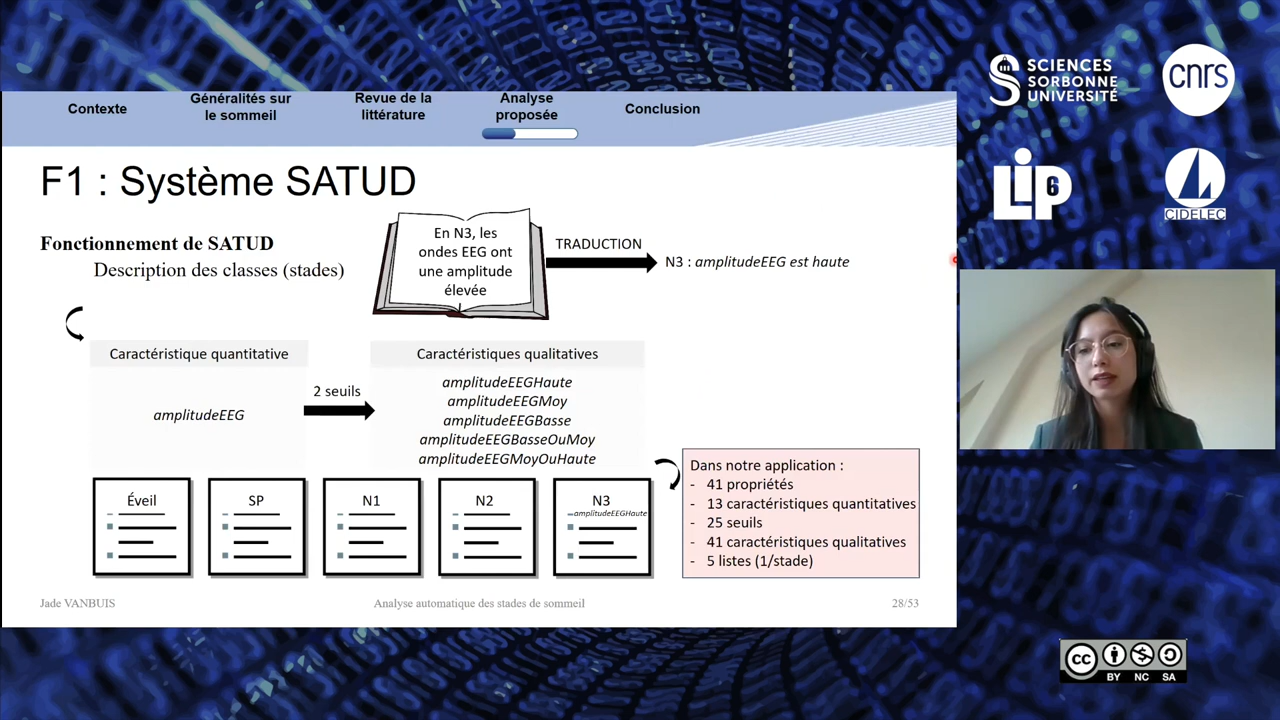 Contexte
Généralités sur
le sommeil
Revue de la
littérature
Analyse
proposée
Conclusion
F1 : Système SATUD
Fonctionnement de SATUD
Description des classes (stades)
En N3, les
ondes EEG ont
une amplitude
élevée
TRADUCTION
N3 : amplitudeEEG est haute
Caractéristique quantitative
amplitudeEEG
2 seuils
Caractéristiques qualitatives
amplitudeEEGHaute
amplitudeEEGMoy
amplitudeEEGBasse
amplitudeEEGBasseOuMoy
amplitudeEEGMoyOuHaute
Éveil
SP
N1
N2
N3
amplitudeEEGHaute
Dans notre application :
- 41 propriétés
- 13 caractéristiques quantitatives
- 25 seuils
- 41 caractéristiques qualitatives
- 5 listes (1/stade)
Jade VANBUIS
Analyse automatique des stades de sommeil
28/53
SCIENCES
SORBONNE
UNIVERSITÉ
cnrs
LIP6
CIDELEC
cc
BY NC SA